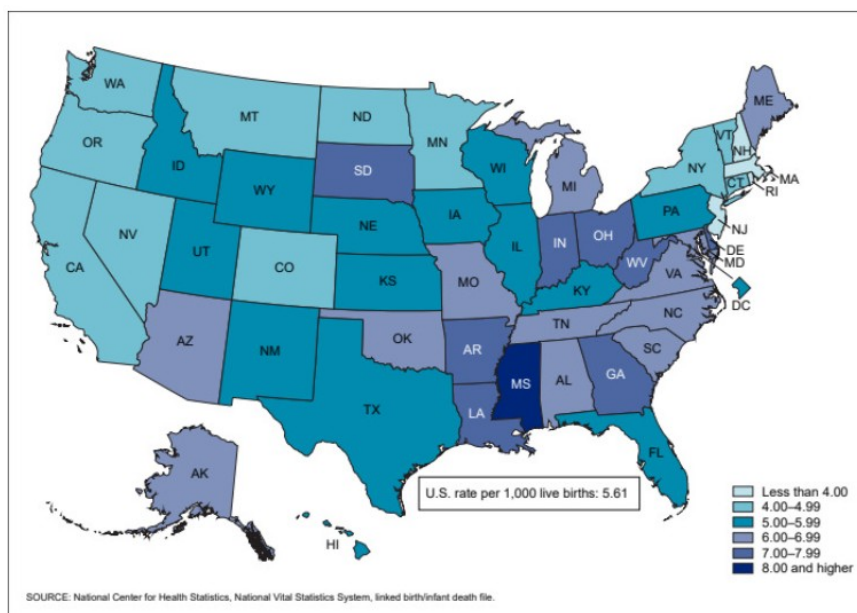 WA
MT
ND
MN
OR
ID
WY
SD
WI
MI
NY
VT
NH
ME
MA
RI
CT
NJ
PA
DE
MD
DC
NV
CA
UT
CO
NE
IA
IL
IN
OH
WV
VA
KS
MO
KY
NC
TN
SC
AZ
NM
OK
AR
TX
LA
MS
AL
GA
FL
AK
HI
U.S. rate per 1,000 live births: 5.61
Less than 4.00
4.00–4.99
5.00–5.99
6.00–6.99
7.00–7.99
8.00 and higher
SOURCE: National Center for Health Statistics, National Vital Statistics System, linked birth/infant death file.